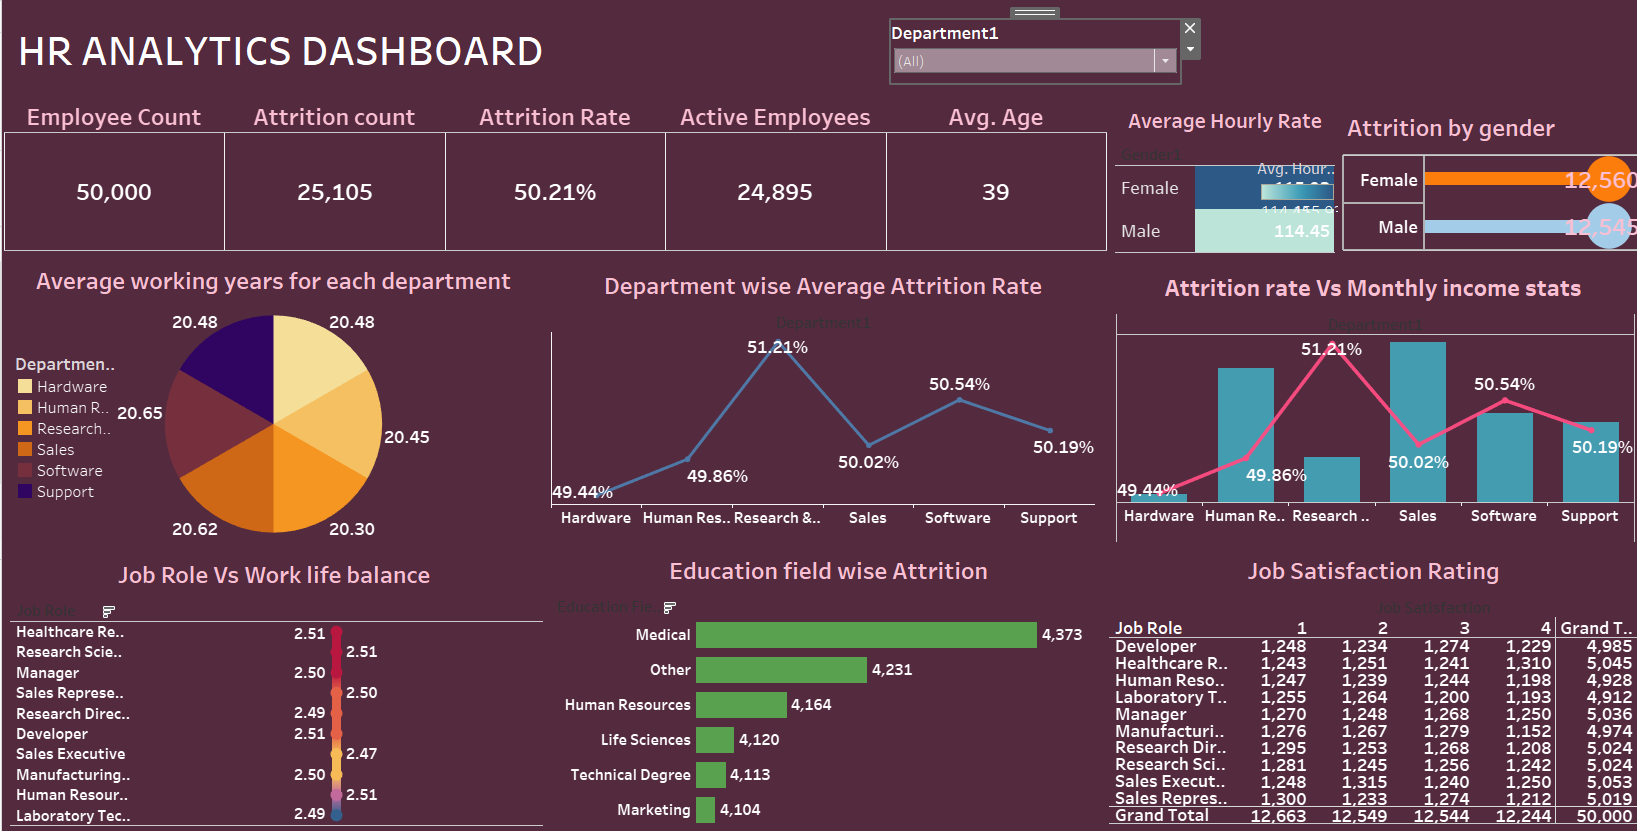 HR ANALYTICS DASHBOARD
Department1
(All)
Employee Count
Attrition count
Attrition Rate
Active Employees
Avg. Age
50,000
25,105
50.21%
24,895
39
Average Hourly Rate
Gender1
Avg. Hour..
Female
Male
114.45
Attrition by gender
Female
12,560
Male
12,545
Average working years for each department
Departmen..
Hardware
Human R..
Research..
Sales
Software
Support
20.48
20.48
20.65
20.45
20.62
20.30
Department wise Average Attrition Rate
Department1
51.21%
50.54%
50.19%
50.02%
49.86%
49.44%
Hardware
Human Res..
Research &..
Sales
Software
Support
Attrition rate Vs Monthly income stats
Department1
51.21%
50.54%
50.19%
50.02%
49.86%
49.44%
Hardware
Human Re..
Research ..
Sales
Software
Support
Job Role Vs Work life balance
Job Role
Healthcare Re.. 2.51
Research Scie.. 2.51
Manager 2.50
Sales Represe.. 2.50
Research Direc.. 2.49
Developer 2.51
Sales Executive 2.47
Manufacturing.. 2.50
Human Resour.. 2.51
Laboratory Tec.. 2.49
Education field wise Attrition
Education Fie..
Medical 4,373
Other 4,231
Human Resources 4,164
Life Sciences 4,120
Technical Degree 4,113
Marketing 4,104
Job Satisfaction Rating
Job Satisfaction
Job Role 1 2 3 4 Grand T..
Developer 1,248 1,234 1,274 1,229 4,985
Healthcare R.. 1,243 1,251 1,241 1,310 5,045
Human Reso.. 1,247 1,239 1,244 1,198 4,928
Laboratory T.. 1,255 1,264 1,200 1,193 4,912
Manager 1,270 1,248 1,268 1,250 5,036
Manufacturi.. 1,276 1,267 1,279 1,152 4,974
Research Dir.. 1,295 1,253 1,268 1,208 5,024
Research Sci.. 1,281 1,245 1,256 1,242 5,024
Sales Execut.. 1,248 1,315 1,240 1,250 5,053
Sales Repres.. 1,300 1,233 1,274 1,212 5,019
Grand Total 12,663 12,549 12,544 12,244 50,000